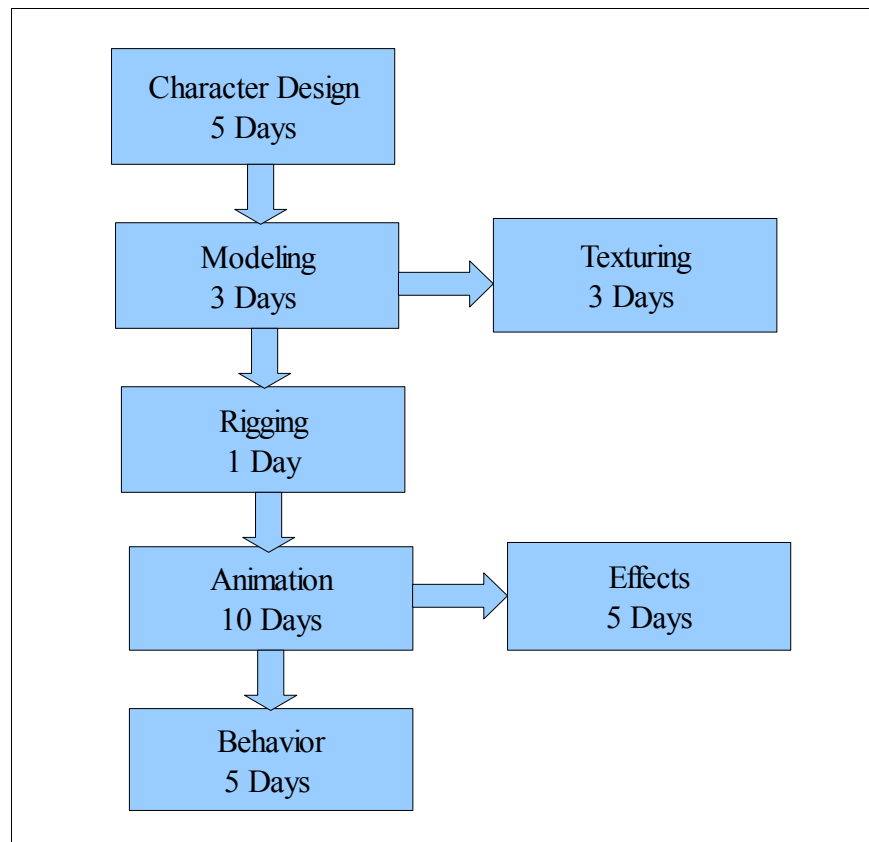 Character Design
5 Days
Modeling
3 Days
Texturing
3 Days
Rigging
1 Day
Animation
10 Days
Effects
5 Days
Behavior
5 Days